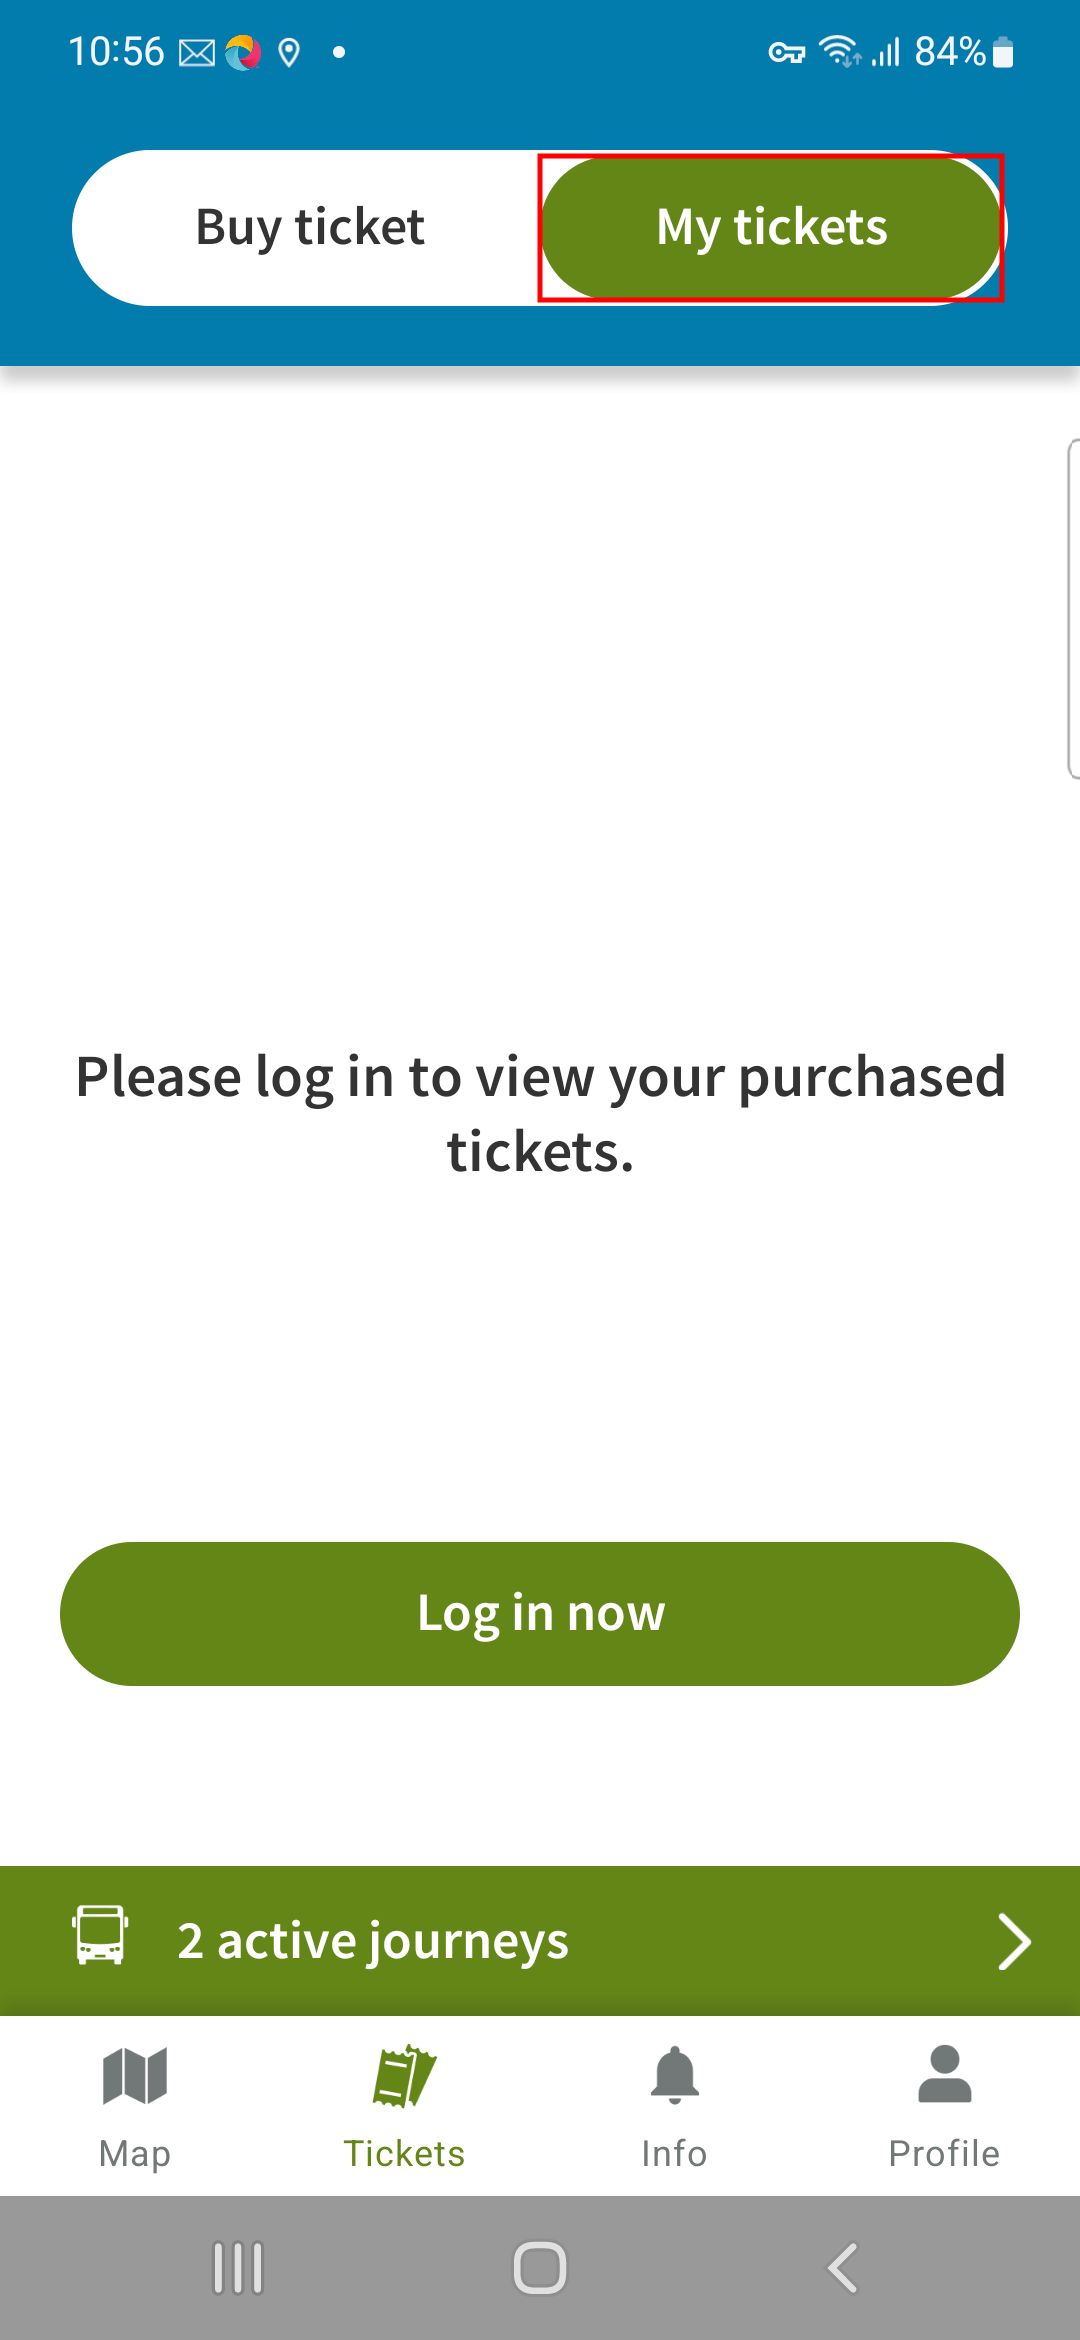 10:56
84%
Buy ticket
My tickets
Please log in to view your purchased
tickets.
Log in now
2 active journeys
Map
Tickets
Info
Profile